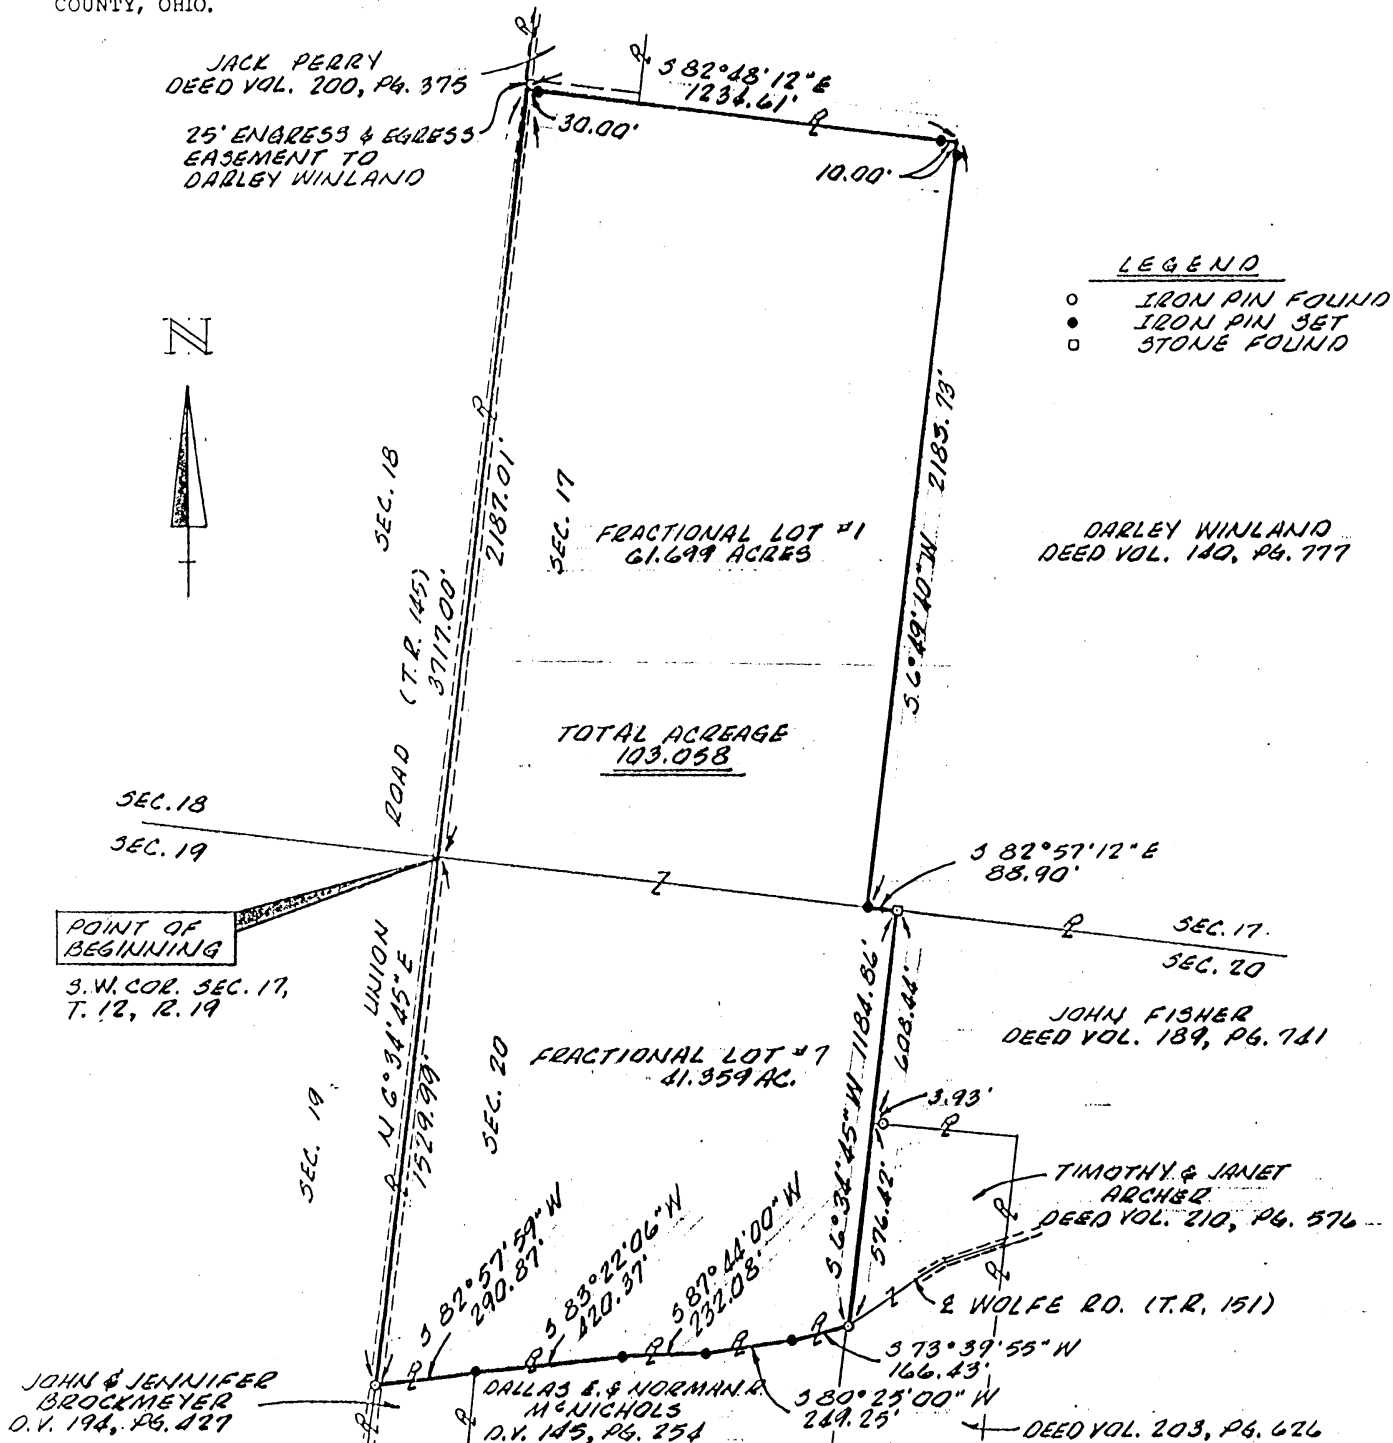 COUNTY, OHIO.
JACK PERRY
DEED VOL. 200, PG. 375
25' ENGRESS & EGRESS
EASEMENT TO
DARLEY WINLAND
S 82°48'12"E
1234.61'
30.00'
10.00'
LEGEND
IRON PIN FOUND
IRON PIN SET
STONE FOUND
N
SEC. 18
2187.01'
SEC. 17
FRACTIONAL LOT #1
61.699 ACRES
S 6°49'40"W 2183.73'
DARLEY WINLAND
DEED VOL. 140, PG. 777
ROAD (T.R. 145)
3717.00'
TOTAL ACREAGE
103.058
SEC. 18
SEC. 19
S 82°57'12"E
88.90'
SEC. 17
SEC. 20
POINT OF
BEGINNING
S.W. COR. SEC. 17,
T. 12, R. 19
UNION
N 6°34'45"E
1529.99'
SEC. 19
SEC. 20
FRACTIONAL LOT #7
41.359 AC.
S 6°34'45"W 1184.86'
608.44'
JOHN FISHER
DEED VOL. 189, PG. 741
3.93'
576.42'
TIMOTHY & JANET
ARCHER
DEED VOL. 210, PG. 576
WOLFE RD. (T.R. 151)
S 82°57'59"W
290.87'
S 83°22'06"W
420.37'
S 87°44'00"W
232.08'
S 73°39'55"W
166.43'
S 80°25'00"W
249.25'
JOHN & JENNIFER
BROCKMEYER
D.V. 194, PG. 427
DALLAS E. & NORMAN R.
McNICHOLS
D.V. 145, PG. 254
DEED VOL. 203, PG. 626